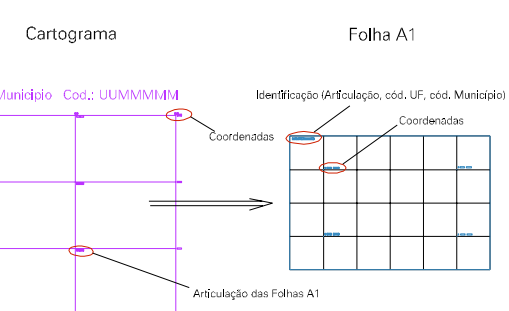 Cartograma
Folha A1
Municipio Cod.: UUMMMMM
Identificação (Articulação, cód. UF, cód. Município)
Coordenadas
Coordenadas
Articulação das Folhas A1